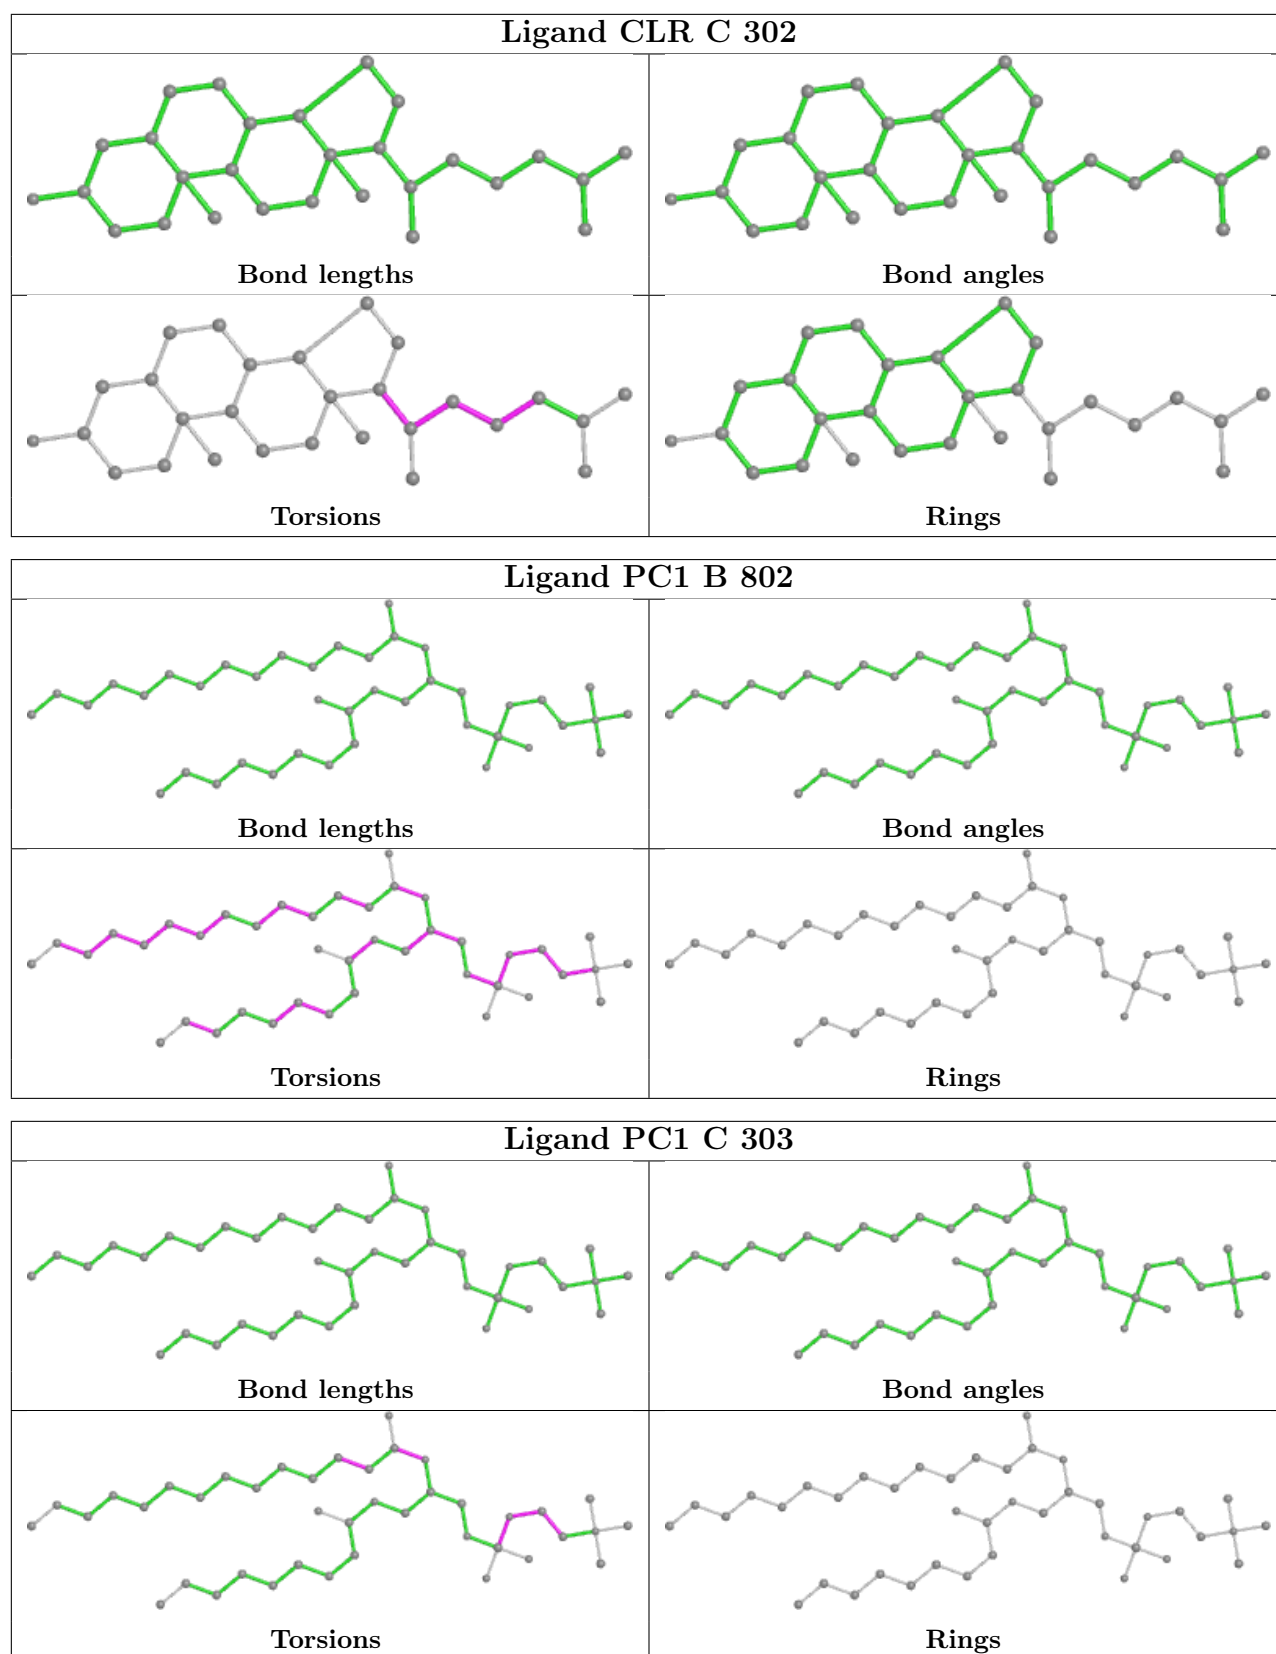 Ligand CLR C 302
Bond lengths
Bond angles
Torsions
Rings
Ligand PC1 B 802
Bond lengths
Bond angles
Torsions
Rings
Ligand PC1 C 303
Bond lengths
Bond angles
Torsions
Rings